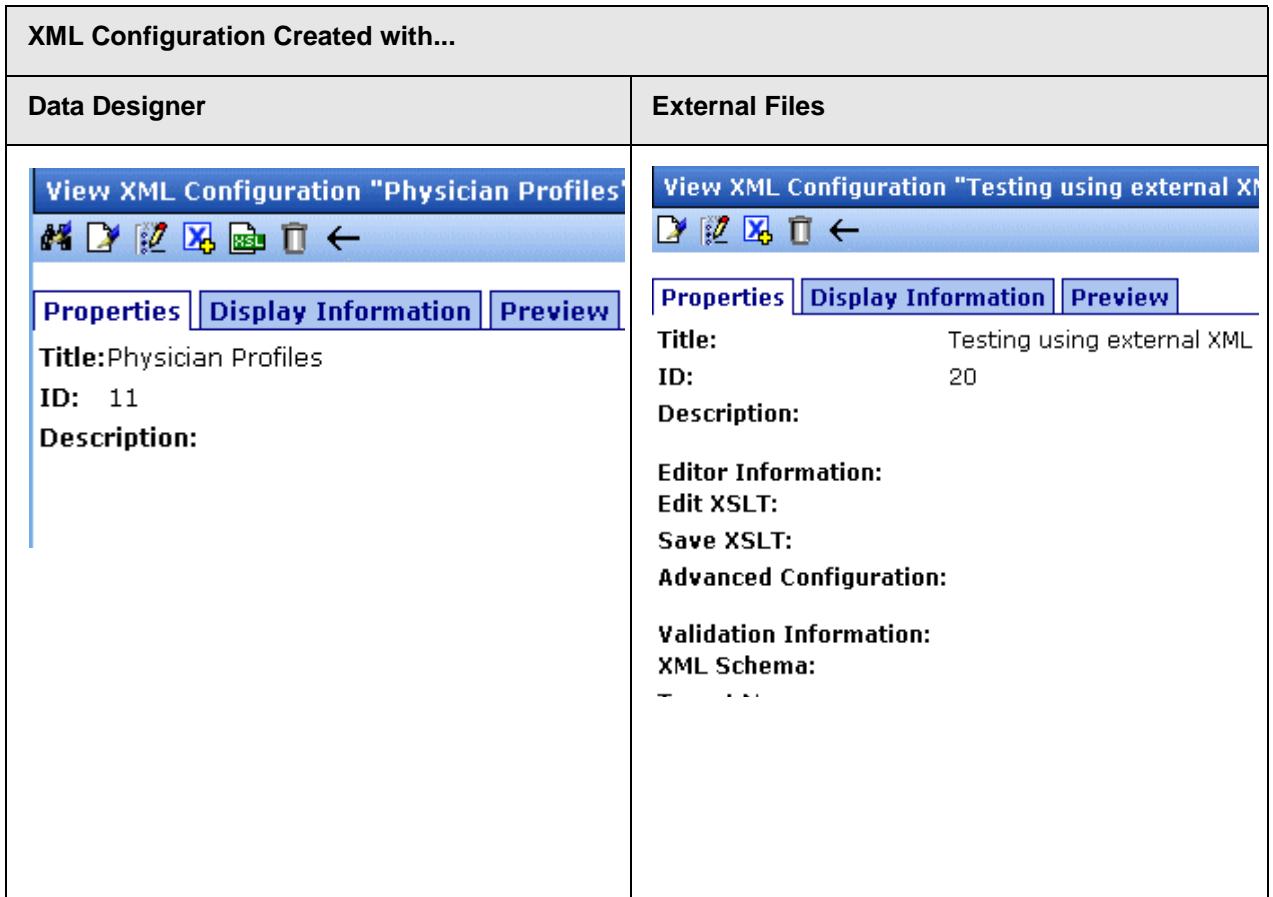 XML Configuration Created with...
Data Designer
External Files
View XML Configuration "Physician Profiles"
XSL
Properties
Display Information
Preview
Title:Physician Profiles
ID: 11
Description:
View XML Configuration "Testing using external
Properties
Display Information
Preview
Title: Testing using external XML
ID: 20
Description:
Editor Information:
Edit XSLT:
Save XSLT:
Advanced Configuration:
Validation Information:
XML Schema: